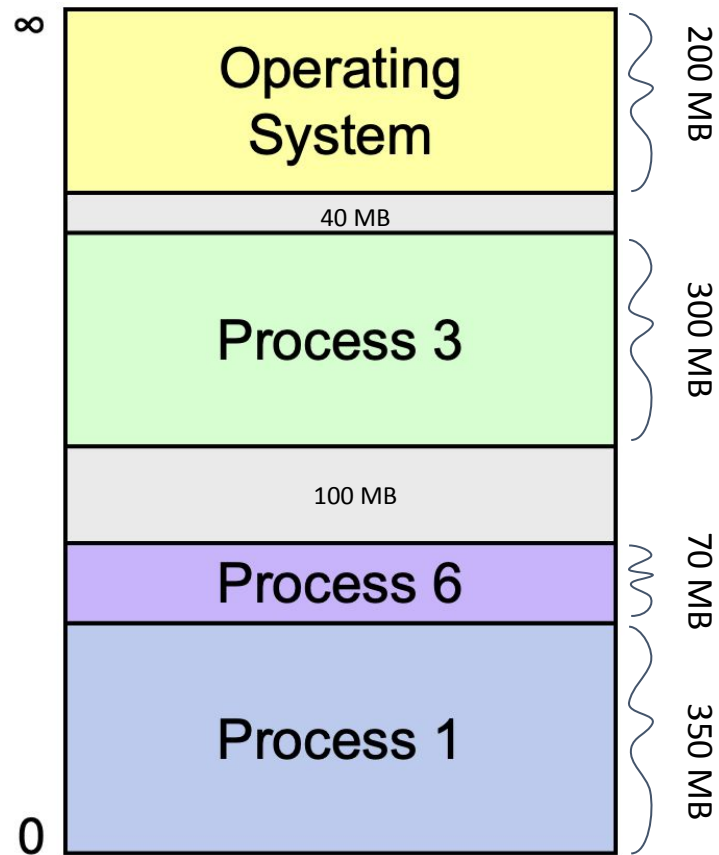 ∞
Operating
System
200 MB
40 MB
Process 3
300 MB
100 MB
Process 6
70 MB
Process 1
350 MB
0